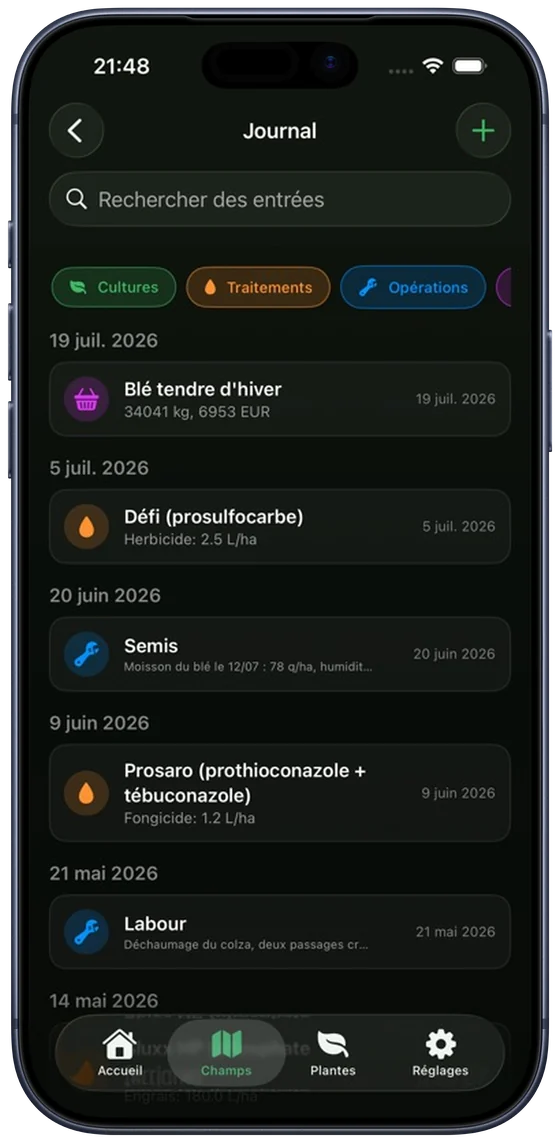 21:48
Journal
Rechercher des entrées
Cultures
Traitements
Opérations
19 juil. 2026
Blé tendre d'hiver
34041 kg, 6953 EUR
19 juil. 2026
5 juil. 2026
Défi (prosulfocarbe)
Herbicide: 2.5 L/ha
5 juil. 2026
20 juin 2026
Semis
Moisson du blé le 12/07 : 78 q/ha, humidit...
20 juin 2026
9 juin 2026
Prosaro (prothioconazole +
tébuconazole)
Fongicide: 1.2 L/ha
9 juin 2026
21 mai 2026
Labour
Déchaumage du colza, deux passages cr...
21 mai 2026
14 mai 2026
Engrais: 180.0 L/ha
Accueil
Champs
Plantes
Réglages